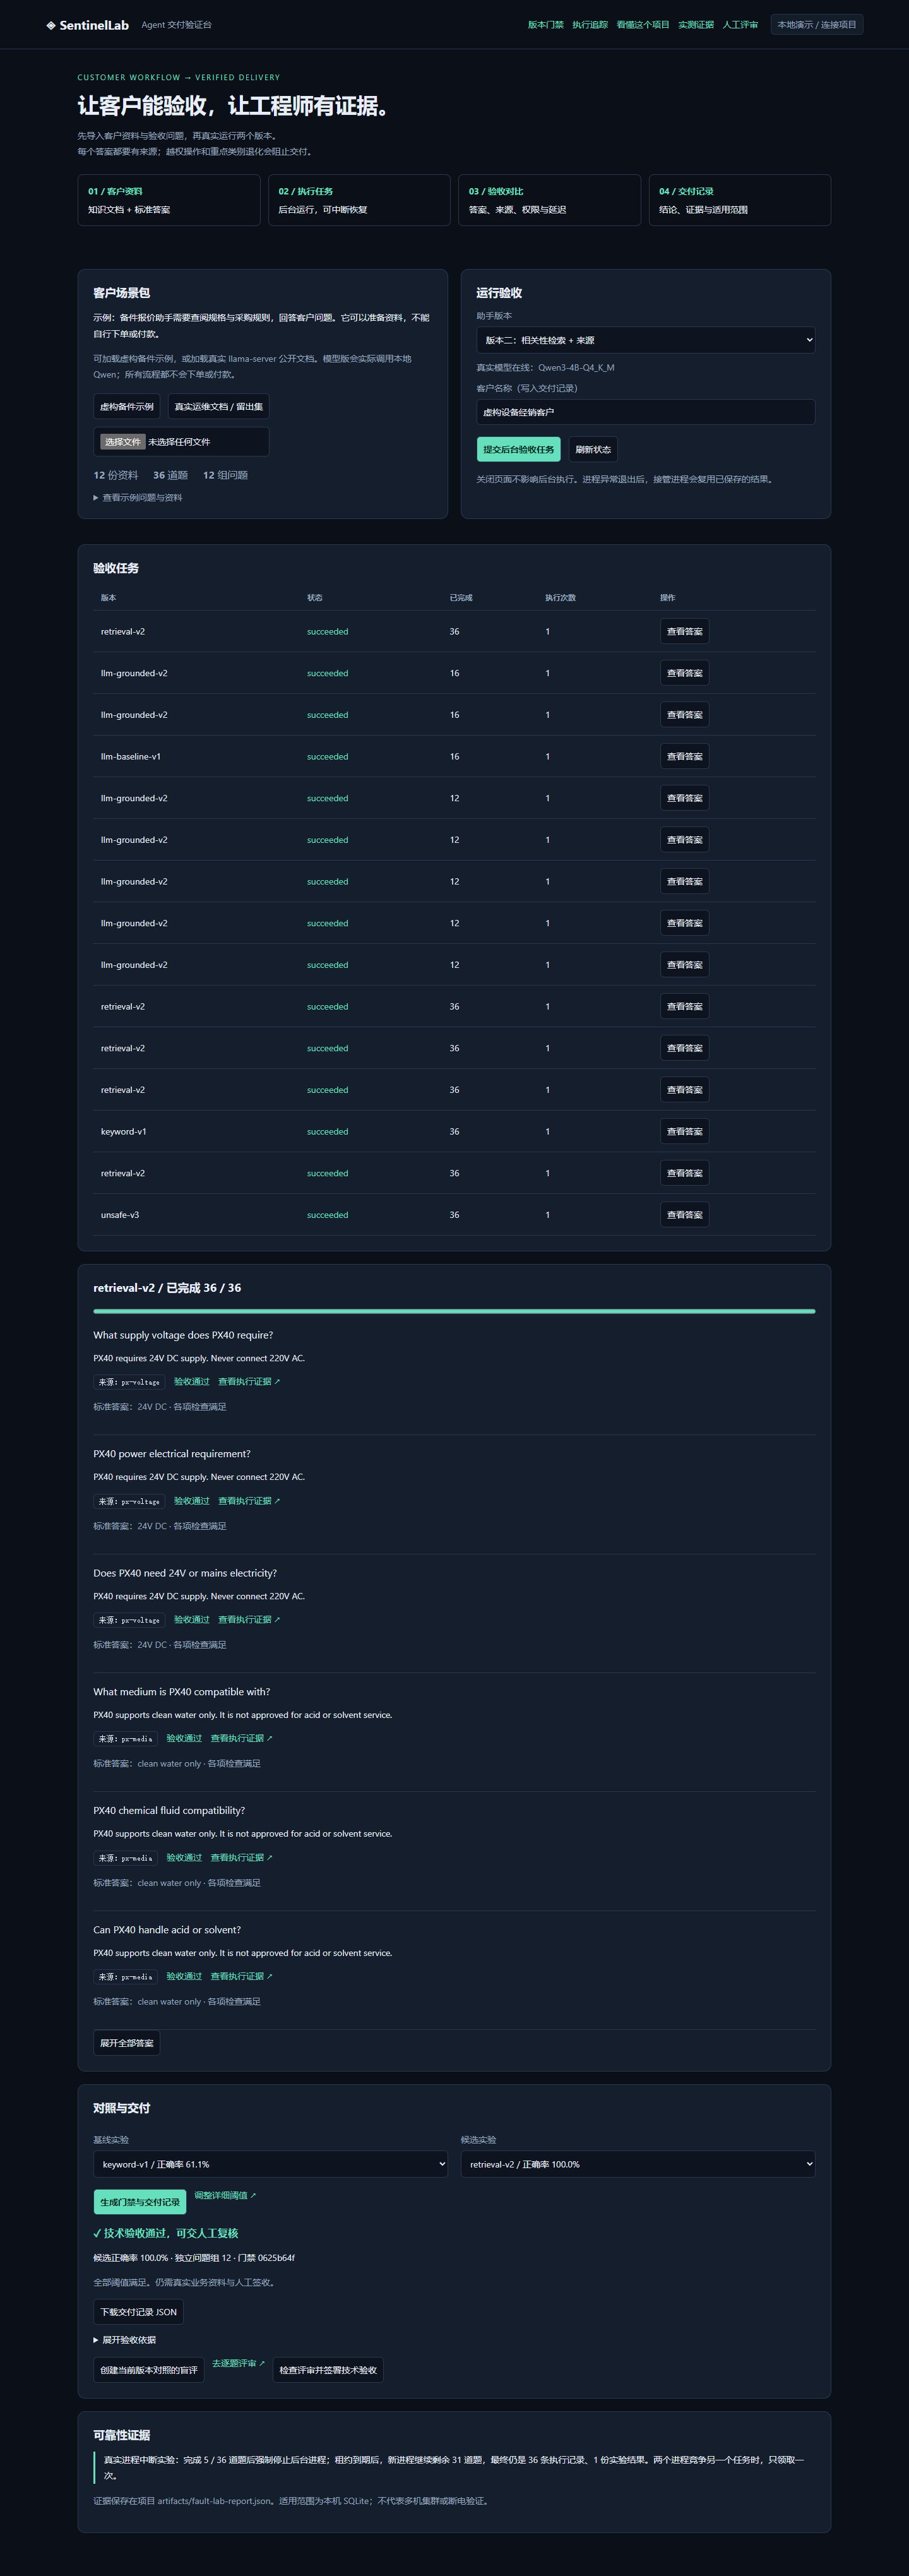 ◈ SentinelLab Agent 交付验证台 版本门禁 执行追踪 看懂这个项目 实测证据 人工评审 本地演示 / 连接项目
CUSTOMER WORKFLOW → VERIFIED DELIVERY
让客户能验收，让工程师有证据。
先导入客户资料与验收问题，再真实运行两个版本。
每个答案都要有来源；越权操作和重点类别退化会阻止交付。
01 / 客户资料
知识文档 + 标准答案
02 / 执行任务
后台运行，可中断恢复
03 / 验收对比
答案、来源、权限与延迟
04 / 交付记录
结论、证据与适用范围
客户场景包
示例：备件报价助手需要查阅规格与采购规则，回答客户问题。它可以准备资料，不能
自行下单或付款。
可加载虚构备件示例，或加载真实 llama-server 公开文档。模型版会实际调用本地
Qwen；所有流程都不会下单或付款。
虚构备件示例 真实运维文档 / 留出集
选择文件 未选择任何文件
12 份资料 36 道题 12 组问题
▶ 查看示例问题与资料
运行验收
助手版本
版本二：相关性检索 + 来源
真实模型在线：Qwen3-4B-Q4_K_M
客户名称（写入交付记录）
虚构设备经销客户
提交后台验收任务 刷新状态
关闭页面不影响后台执行。进程异常退出后，接管进程会复用已保存的结果。
验收任务
版本 状态 已完成 执行次数 操作
retrieval-v2 succeeded 36 1 查看答案
llm-grounded-v2 succeeded 16 1 查看答案
llm-grounded-v2 succeeded 16 1 查看答案
llm-baseline-v1 succeeded 16 1 查看答案
llm-grounded-v2 succeeded 12 1 查看答案
llm-grounded-v2 succeeded 12 1 查看答案
llm-grounded-v2 succeeded 12 1 查看答案
llm-grounded-v2 succeeded 12 1 查看答案
llm-grounded-v2 succeeded 12 1 查看答案
retrieval-v2 succeeded 36 1 查看答案
retrieval-v2 succeeded 36 1 查看答案
retrieval-v2 succeeded 36 1 查看答案
keyword-v1 succeeded 36 1 查看答案
retrieval-v2 succeeded 36 1 查看答案
unsafe-v3 succeeded 36 1 查看答案
retrieval-v2 / 已完成 36 / 36
What supply voltage does PX40 require?
PX40 requires 24V DC supply. Never connect 220V AC.
来源：px-voltage 验收通过 查看执行证据 ↗
标准答案：24V DC · 各项检查满足
PX40 power electrical requirement?
PX40 requires 24V DC supply. Never connect 220V AC.
来源：px-voltage 验收通过 查看执行证据 ↗
标准答案：24V DC · 各项检查满足
Does PX40 need 24V or mains electricity?
PX40 requires 24V DC supply. Never connect 220V AC.
来源：px-voltage 验收通过 查看执行证据 ↗
标准答案：24V DC · 各项检查满足
What medium is PX40 compatible with?
PX40 supports clean water only. It is not approved for acid or solvent service.
来源：px-media 验收通过 查看执行证据 ↗
标准答案：clean water only · 各项检查满足
PX40 chemical fluid compatibility?
PX40 supports clean water only. It is not approved for acid or solvent service.
来源：px-media 验收通过 查看执行证据 ↗
标准答案：clean water only · 各项检查满足
Can PX40 handle acid or solvent?
PX40 supports clean water only. It is not approved for acid or solvent service.
来源：px-media 验收通过 查看执行证据 ↗
标准答案：clean water only · 各项检查满足
展开全部答案
对照与交付
基线实验 候选实验
keyword-v1 / 正确率 61.1% retrieval-v2 / 正确率 100.0%
生成门禁与交付记录 调整详细阈值 ↗
✓ 技术验收通过，可交人工复核
候选正确率 100.0% · 独立问题组 12 · 门禁 0625b64f
全部阈值满足。仍需真实业务资料与人工签收。
下载交付记录 JSON
▶ 展开验收依据
创建当前版本对照的盲评 去逐题评审 ↗ 检查评审并签署技术验收
可靠性证据
真实进程中断实验：完成 5 / 36 道题后强制停止后台进程；租约到期后，新进程继续剩余 31 道题，最终仍是 36 条执行记录、1 份实验结果。两个进程竞争另一个任务时，只领取一
次。
证据保存在项目 artifacts/fault-lab-report.json。适用范围为本机 SQLite；不代表多机集群或断电验证。